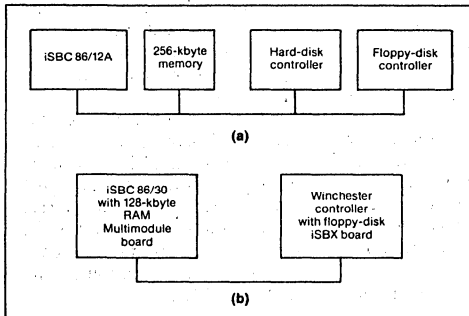 iSBC 86/12A
256-kbyte
memory
Hard-disk
controller
Floppy-disk
controller
(a)
iSBC 86/30
with 128-kbyte
RAM
Multimodule
board
Winchester
controller
with floppy-disk
iSBX board
(b)